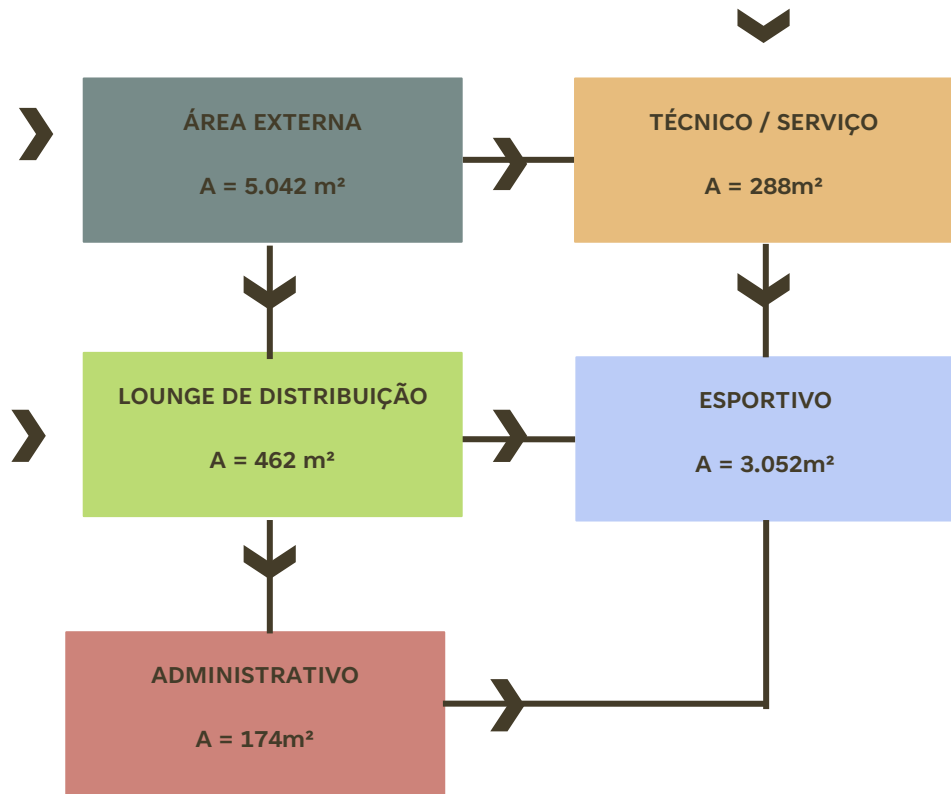 ÁREA EXTERNA
A = 5.042 m²
TÉCNICO / SERVIÇO
A = 288m²
LOUNGE DE DISTRIBUIÇÃO
A = 462 m²
ESPORTIVO
A = 3.052m²
ADMINISTRATIVO
A = 174m²